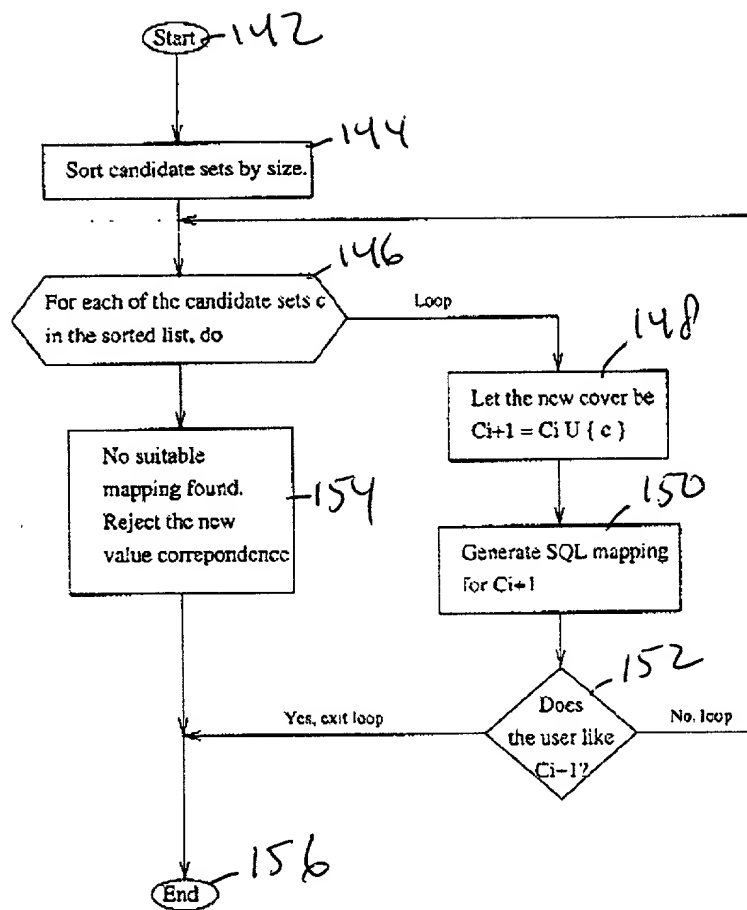 Start
142
144
Sort candidate sets by size.
146
For each of the candidate sets c
in the sorted list, do
Loop
148
Let the new cover be
Ci+1 = Ci U { c }
No suitable
mapping found.
Reject the new
value correpondence
154
150
Generate SQL mapping
for Ci+1
152
Does
the user like
Ci-1?
Yes, exit loop
No, loop
End
156